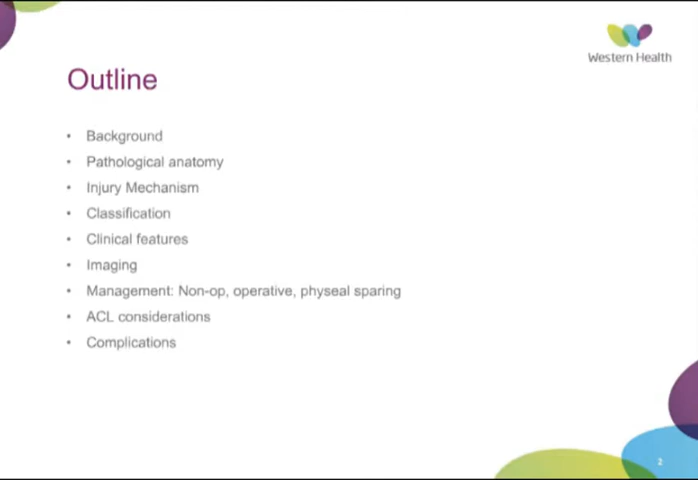 Western Health
Outline
• Background
• Pathological anatomy
• Injury Mechanism
• Classification
• Clinical features
• Imaging
• Management: Non-op, operative, physeal sparing
• ACL considerations
• Complications
2